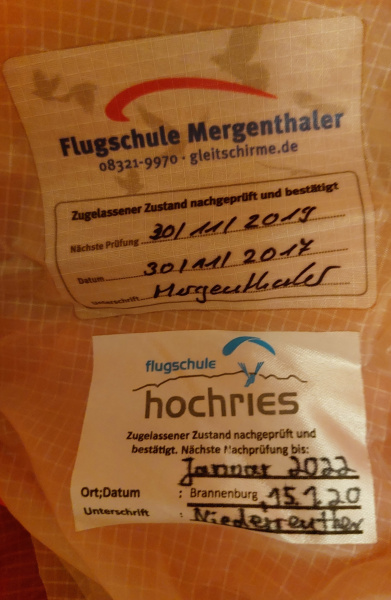 Flugschule Mergenthaler
08321-9970 · gleitschirme.de
Zugelassener Zustand nachgeprüft und bestätigt
Nächste Prüfung 30/11/2019
Datum 30/11/2017
Unterschrift Mergenthaler
flugschule
hochries
Zugelassener Zustand nachgeprüft und
bestätigt. Nächste Nachprüfung bis:
Januar 2022
Ort;Datum : Brannenburg 15.1.20
Unterschrift : Niederreuther